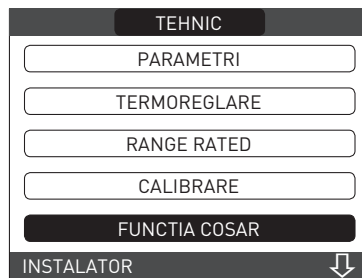 TEHNIC
PARAMETRI
TERMOREGLARE
RANGE RATED
CALIBRARE
FUNCTIA COSAR
INSTALATOR